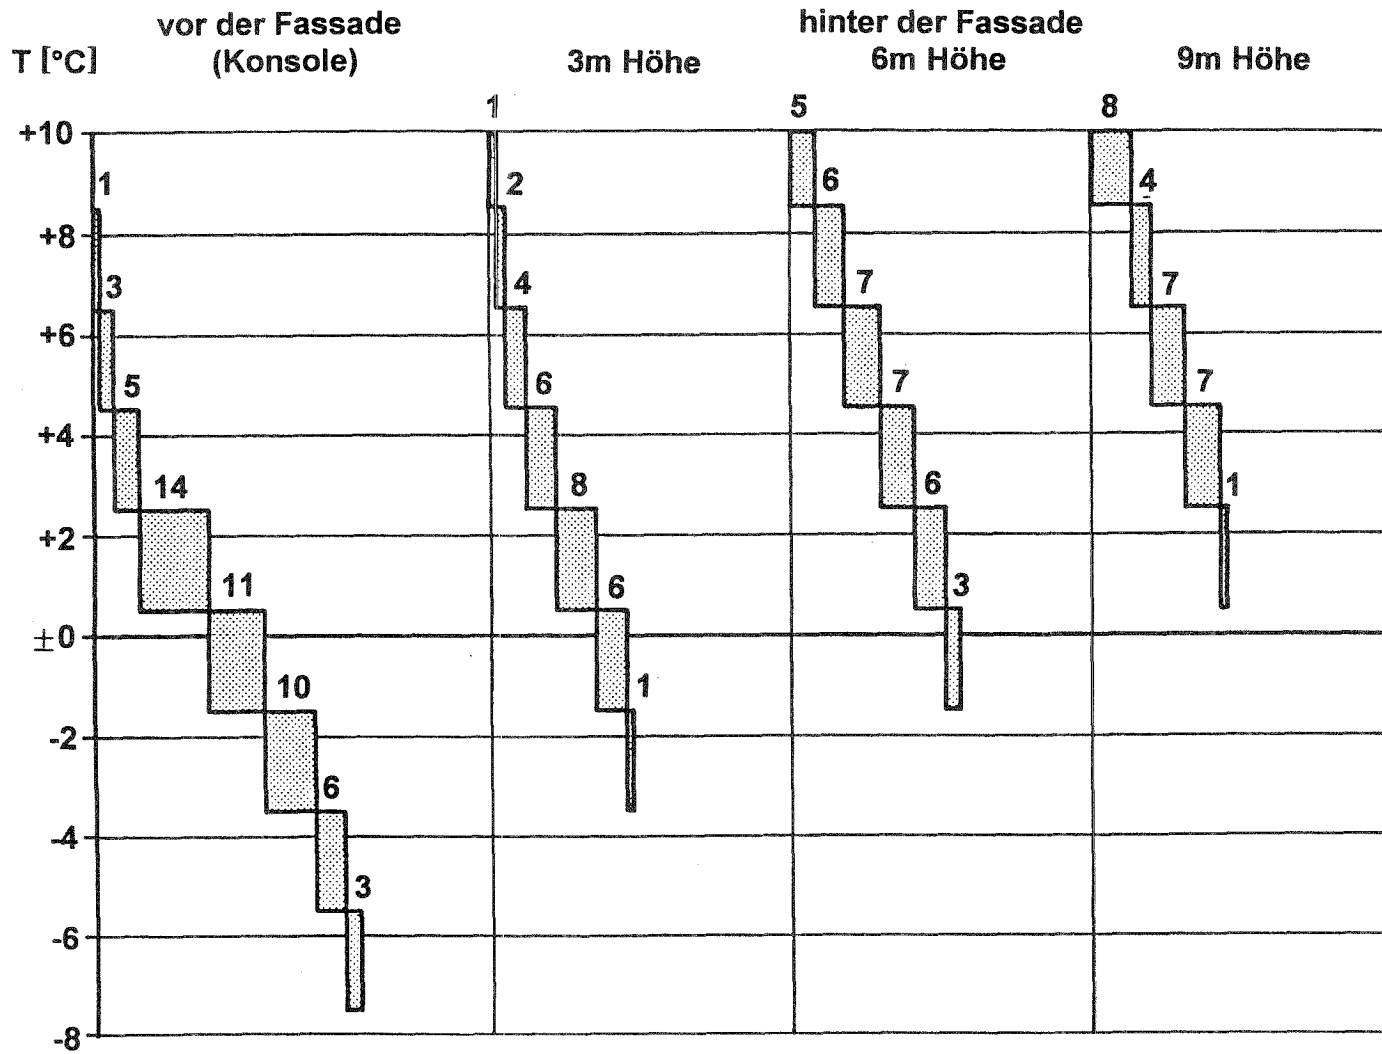 vor der Fassade hinter der Fassade
T [°C] (Konsole) 3m Höhe 6m Höhe 9m Höhe
1 5 8
+10
1 2 6 4
+8
3 4 7 7
+6
5 6 7 7
+4
14 8 6 1
+2
11 6 3
±0
10 1
-2
6
-4
3
-6
-8